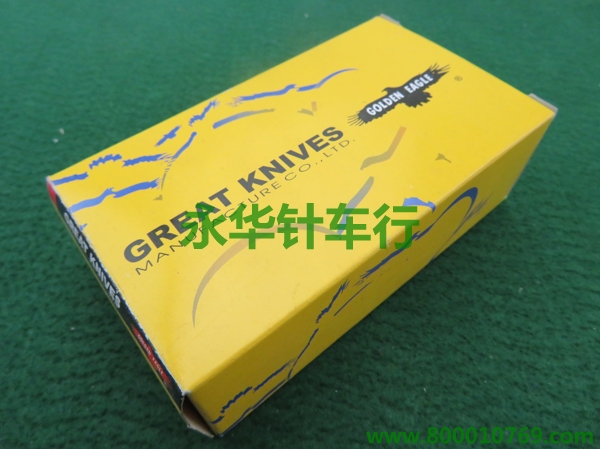 GOLDEN EAGLE
®
GREAT KNIVES
MANUFACTURE CO.,LTD.
永华针车行
GREAT KNIVES
www.800010769.com